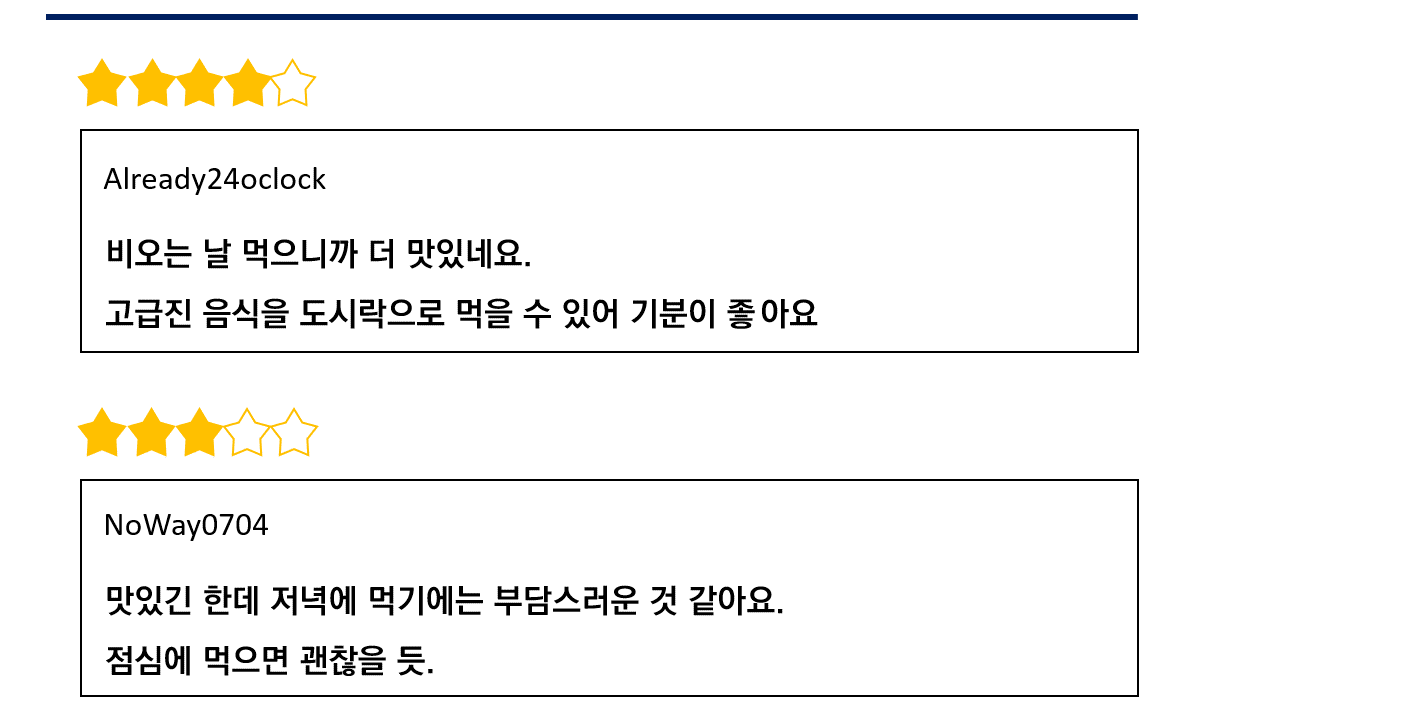 Already24oclock
비오는 날 먹으니까 더 맛있네요.
고급진 음식을 도시락으로 먹을 수 있어 기분이 좋아요
NoWay0704
맛있긴 한데 저녁에 먹기에는 부담스러운 것 같아요.
점심에 먹으면 괜찮을 듯.